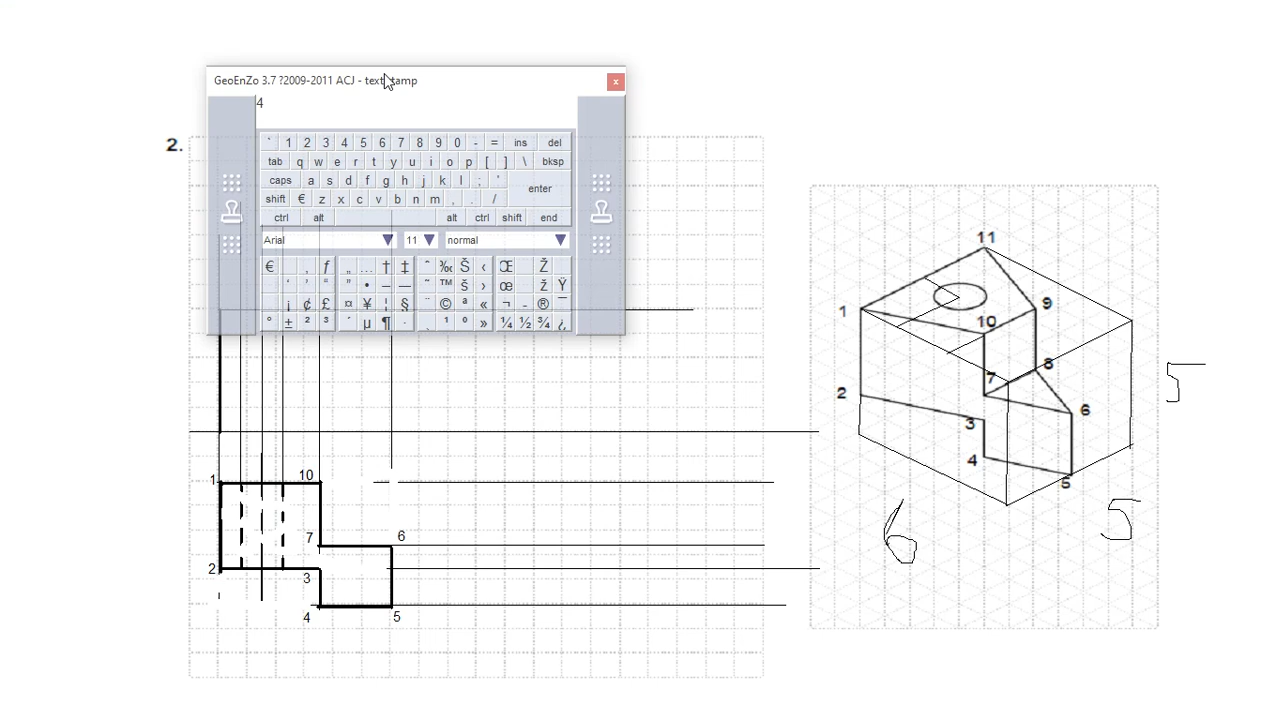 GeoEnZo 3.7 ?2009-2011 ACJ - text stamp
4
` 1 2 3 4 5 6 7 8 9 0 - = ins del
tab q w e r t y u i o p [ ] \ bksp
caps a s d f g h j k l ; ' enter
shift € z x c v b n m , . /
ctrl alt alt ctrl shift end
Arial 11 normal
€ ‚ ƒ „ … † ‡ ˆ ‰ Š ‹ Œ Ž
‘ ’ “ ” • – — ˜ ™ š › œ ž Ÿ
¡ ¢ £ ¤ ¥ ¦ § ¨ © ª « ¬ - ® ¯
° ± ² ³ ´ µ ¶ · ¸ ¹ º » ¼ ½ ¾ ¿
2.
1 10
7 6
2 3
4 5
11
1 10 9
7 8
2 3 6
4 5
5
6 5